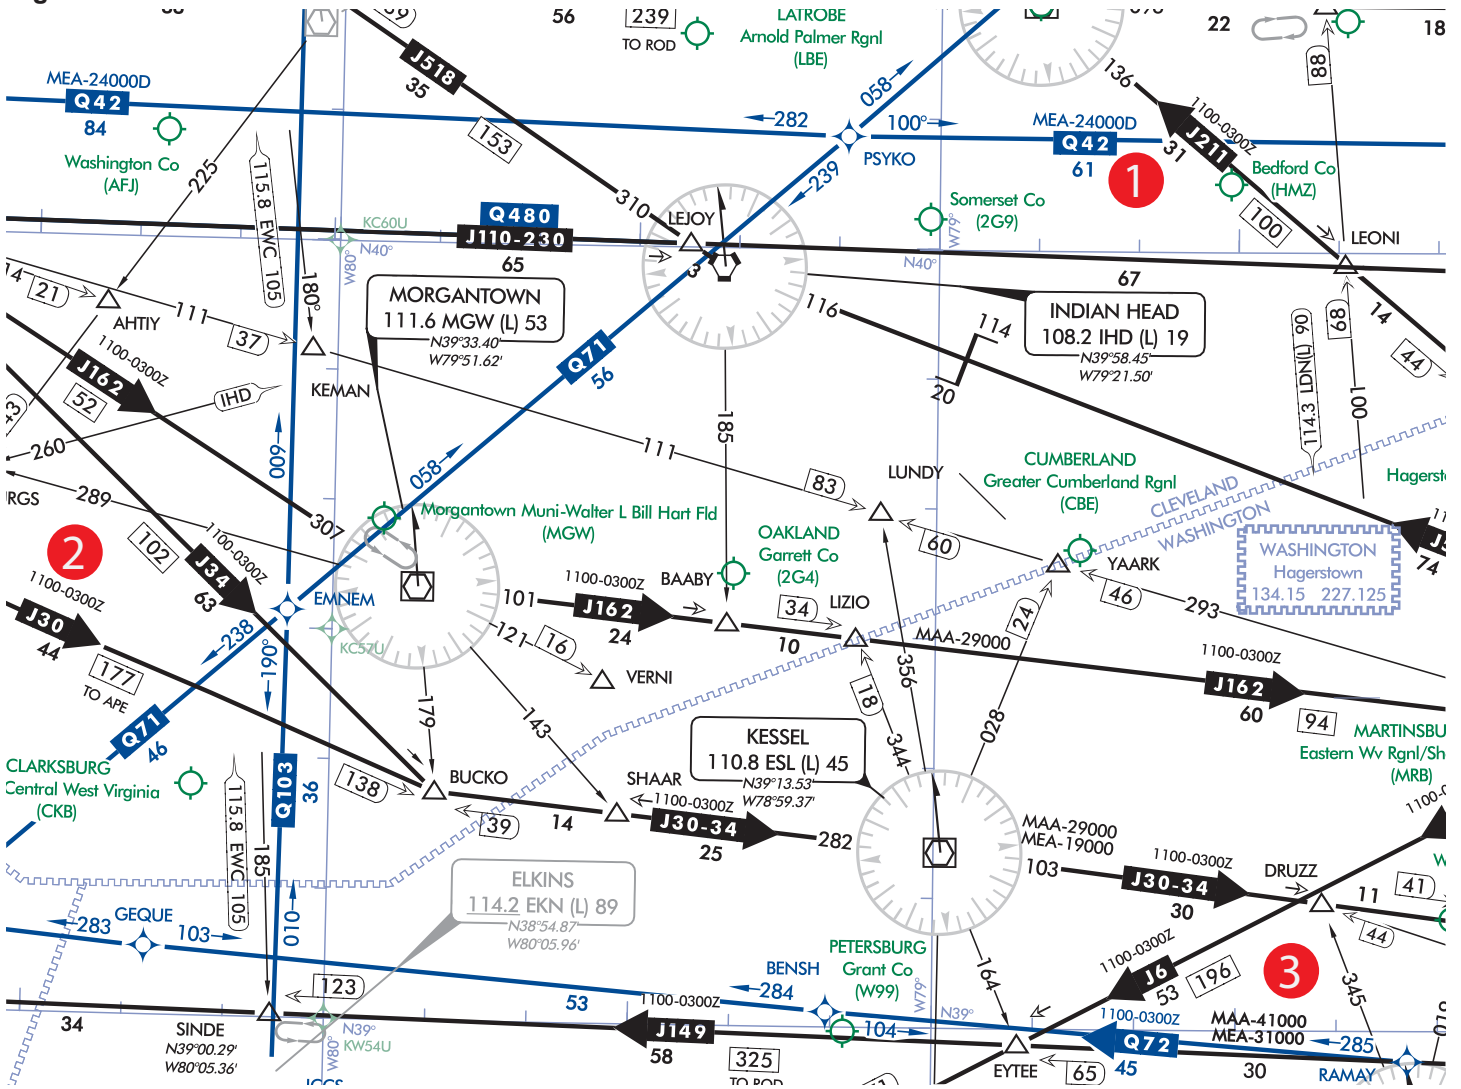 56
239
TO ROD
LATROBE
Arnold Palmer Rgnl
(LBE)
22
18
88
MEA-24000D
Q42
84
Washington Co
(AFJ)
225
J518
35
153
310
282
058
100°
PSYKO
239
MEA-24000D
Q42
61
1
136
1100-0300Z
J211
31
Bedford Co
(HMZ)
100
Somerset Co
(2G9)
W79°
LEONI
115.8 EWC 105
KC60U
N40°
W80°
Q480
J110-230
65
LEJOY
3
N40°
67
14
21
AHTIY
111
37
180°
KEMAN
MORGANTOWN
111.6 MGW (L) 53
N39°33.40'
W79°51.62'
Q71
56
116
114
20
INDIAN HEAD
108.2 IHD (L) 19
N39°58.45'
W79°21.50'
114.3 LDN(L) 90
68
14
44
001
1100-0300Z
J162
52
IHD
43
260
009
289
URGS
307
058
185
111
83
LUNDY
CUMBERLAND
Greater Cumberland Rgnl
(CBE)
CLEVELAND
WASHINGTON
Hagerst
WASHINGTON
Hagerstown
134.15 227.125
74
2
102
1100-0300Z
J34
63
Morgantown Muni-Walter L Bill Hart Fld
(MGW)
OAKLAND
Garrett Co
(2G4)
60
YAARK
46
293
1100-0300Z
J30
44
177
TO APE
EMNEM
238
190°
KC57U
101
1100-0300Z
J162
24
BAABY
34
LIZIO
10
MAA-29000
24
121
16
VERNI
1100-0300Z
J162
60
94
Q71
46
179
143
18
344
356
028
MARTINSBU
Eastern Wv Rgnl/Sh
(MRB)
CLARKSBURG
Central West Virginia
(CKB)
Q103
36
138
BUCKO
39
14
SHAAR
1100-0300Z
J30-34
25
282
KESSEL
110.8 ESL (L) 45
N39°13.53'
W78°59.37'
MAA-29000
MEA-19000
103
1100-0300Z
J30-34
30
DRUZZ
11
41
44
115.8 EWC 105
185
ELKINS
114.2 EKN (L) 89
N38°54.87'
W80°05.96'
283
GEQUE
103
010
PETERSBURG
Grant Co
(W99)
BENSH
284
104
W79°
N39°
164
1100-0300Z
J6
53
196
3
345
010
123
34
SINDE
N39°00.29'
W80°05.36'
N39°
KW54U
W80°
53
1100-0300Z
J149
58
325
TO ROD
EYTEE
65
1100-0300Z
Q72
45
MAA-41000
MEA-31000
285
30
RAMAY